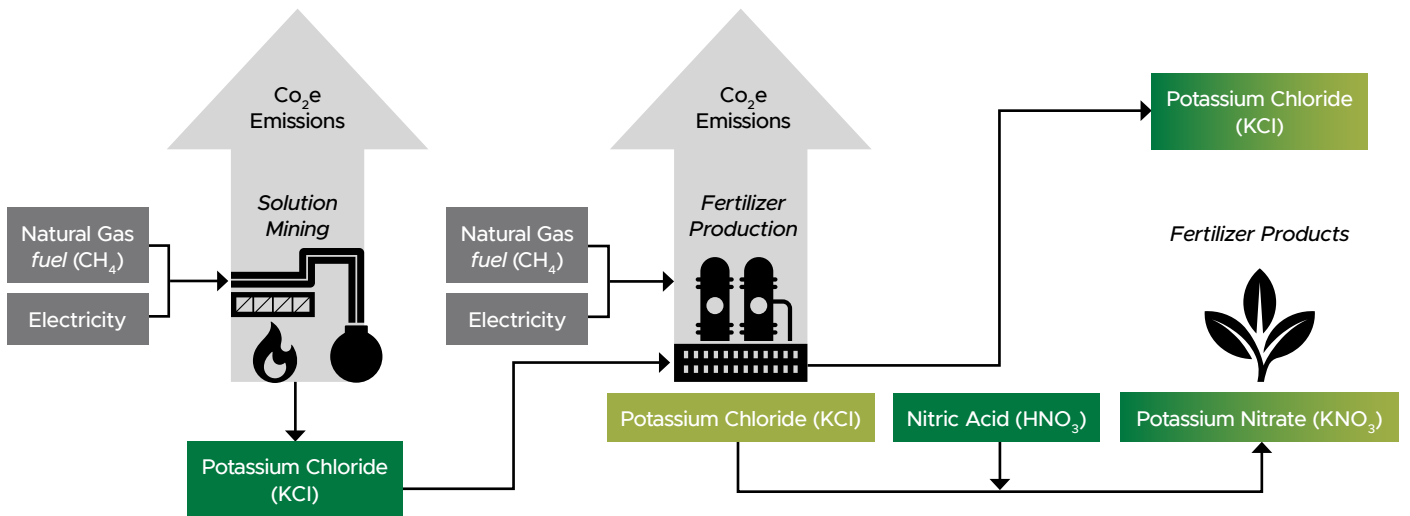 Co₂e
Emissions
Solution
Mining
Natural Gas
fuel (CH₄)
Electricity
Potassium Chloride
(KCl)
Co₂e
Emissions
Fertilizer
Production
Natural Gas
fuel (CH₄)
Electricity
Potassium Chloride (KCl)
Nitric Acid (HNO₃)
Potassium Chloride
(KCl)
Fertilizer Products
Potassium Nitrate (KNO₃)